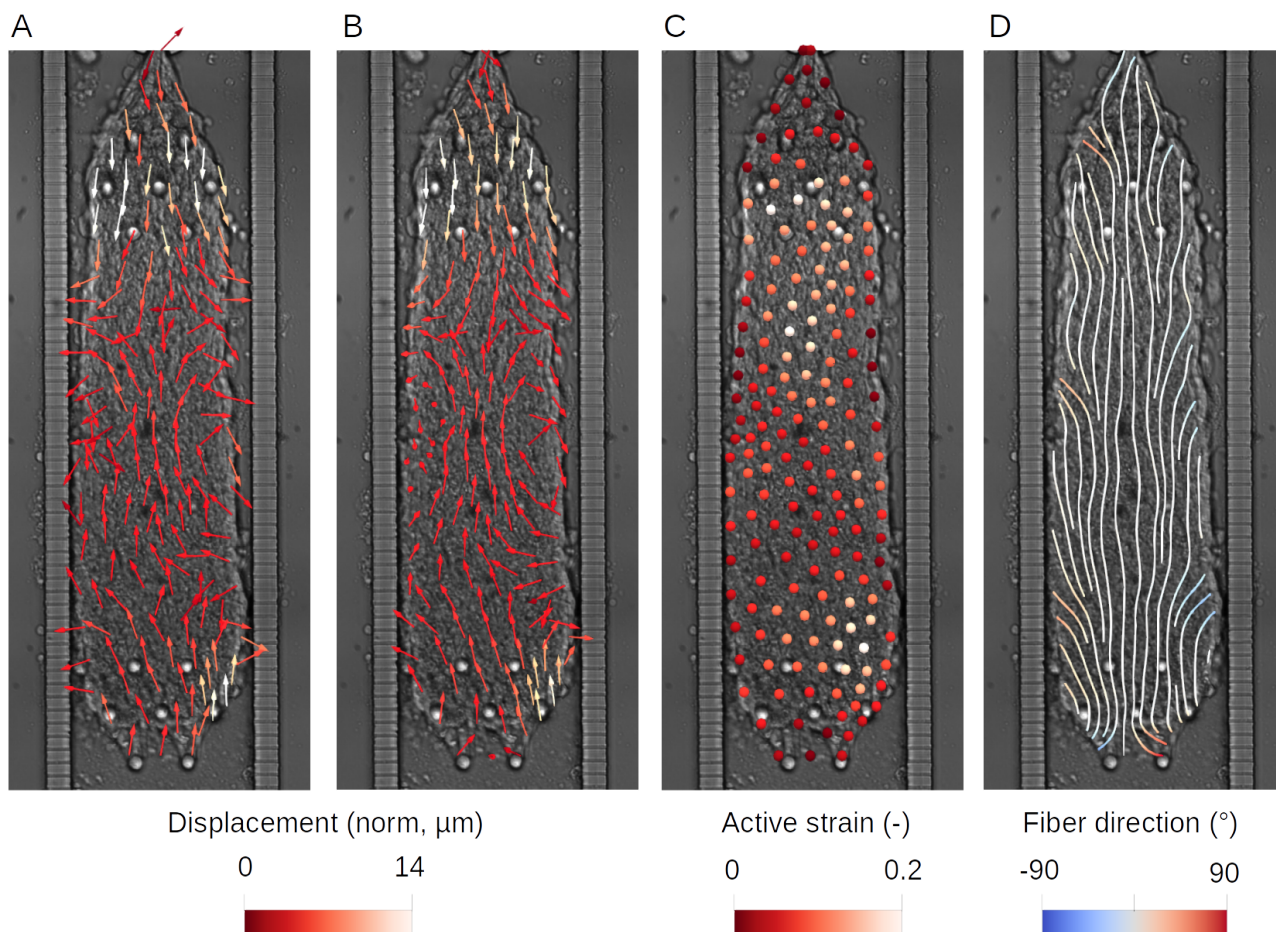 A B C D
Displacement (norm, µm) Active strain (-) Fiber direction (°)
0 14 0 0.2 -90 90